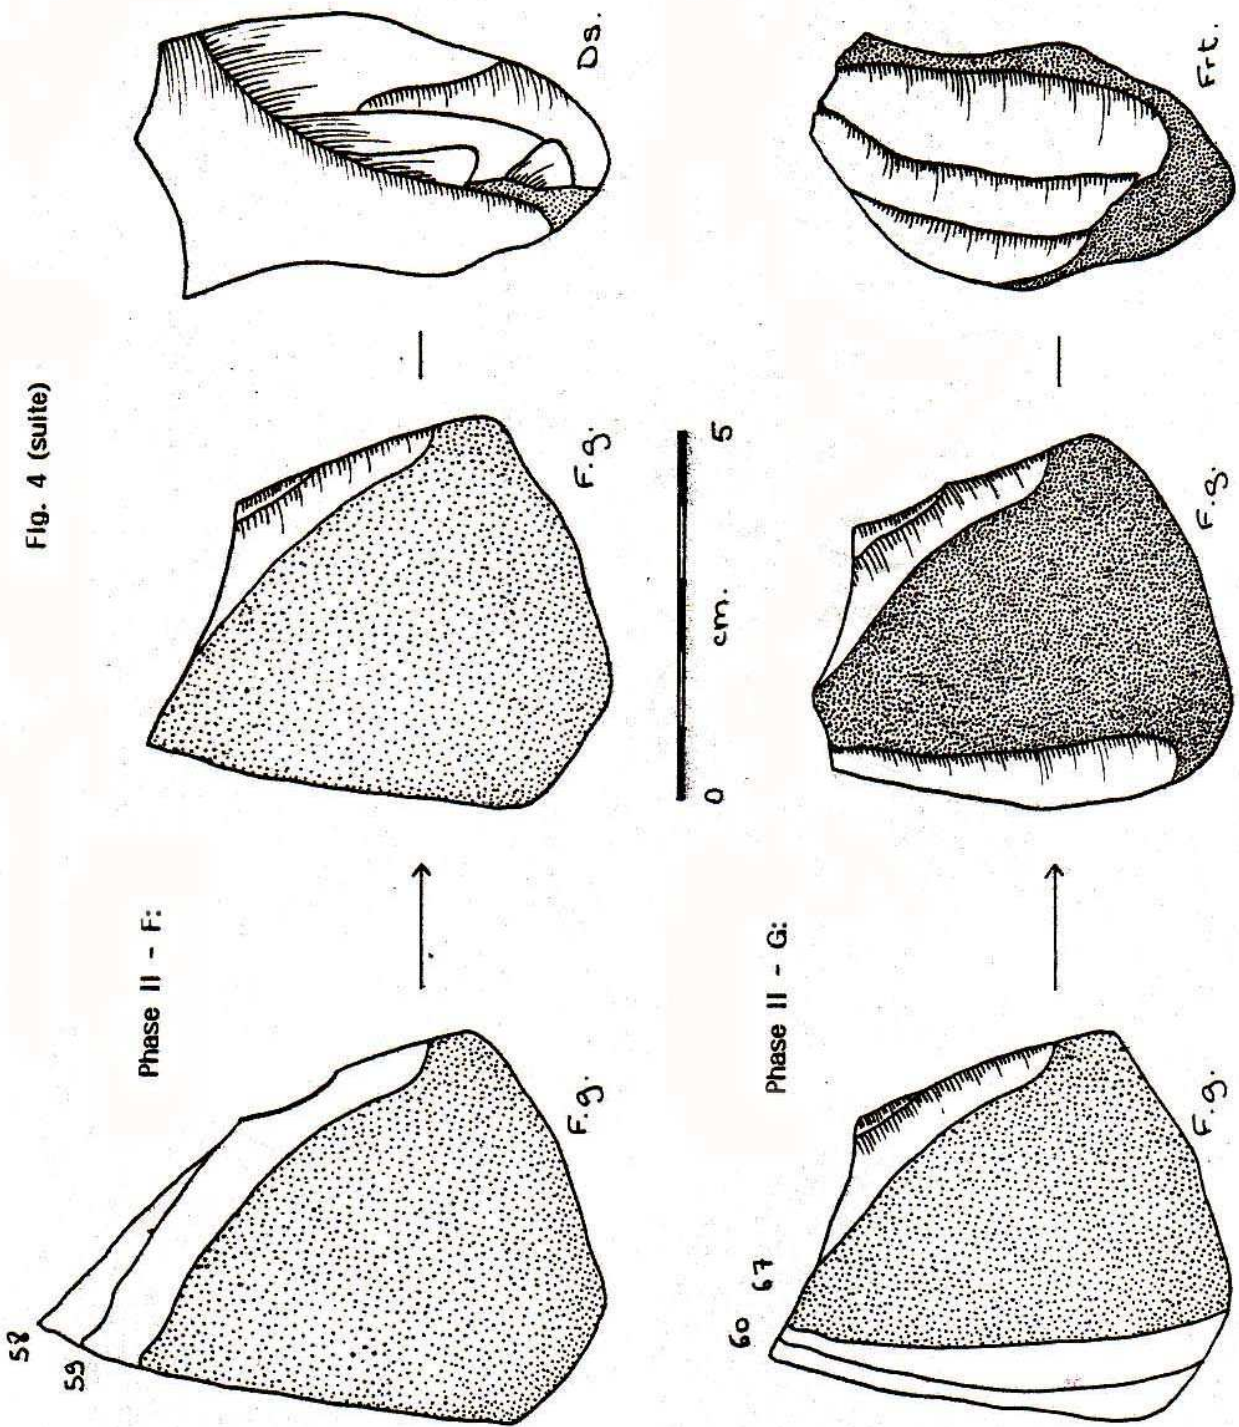 Fig. 4 (suite)
Phase II - F:
58
59
F.g.
F.g.
Ds.
0 5
cm.
Phase II - G:
60 67
F.g.
F.g.
Frt.